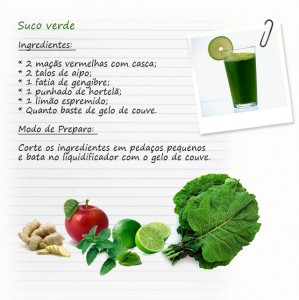 Suco verde
Ingredientes:
* 2 maçãs vermelhas com casca;
* 2 talos de aipo;
* 1 fatia de gengibre;
* 1 punhado de hortelã;
* 1 limão espremido;
* Quanto baste de gelo de couve.
Modo de Preparo:
Corte os ingredientes em pedaços pequenos
e bata no liquidificador com o gelo de couve.